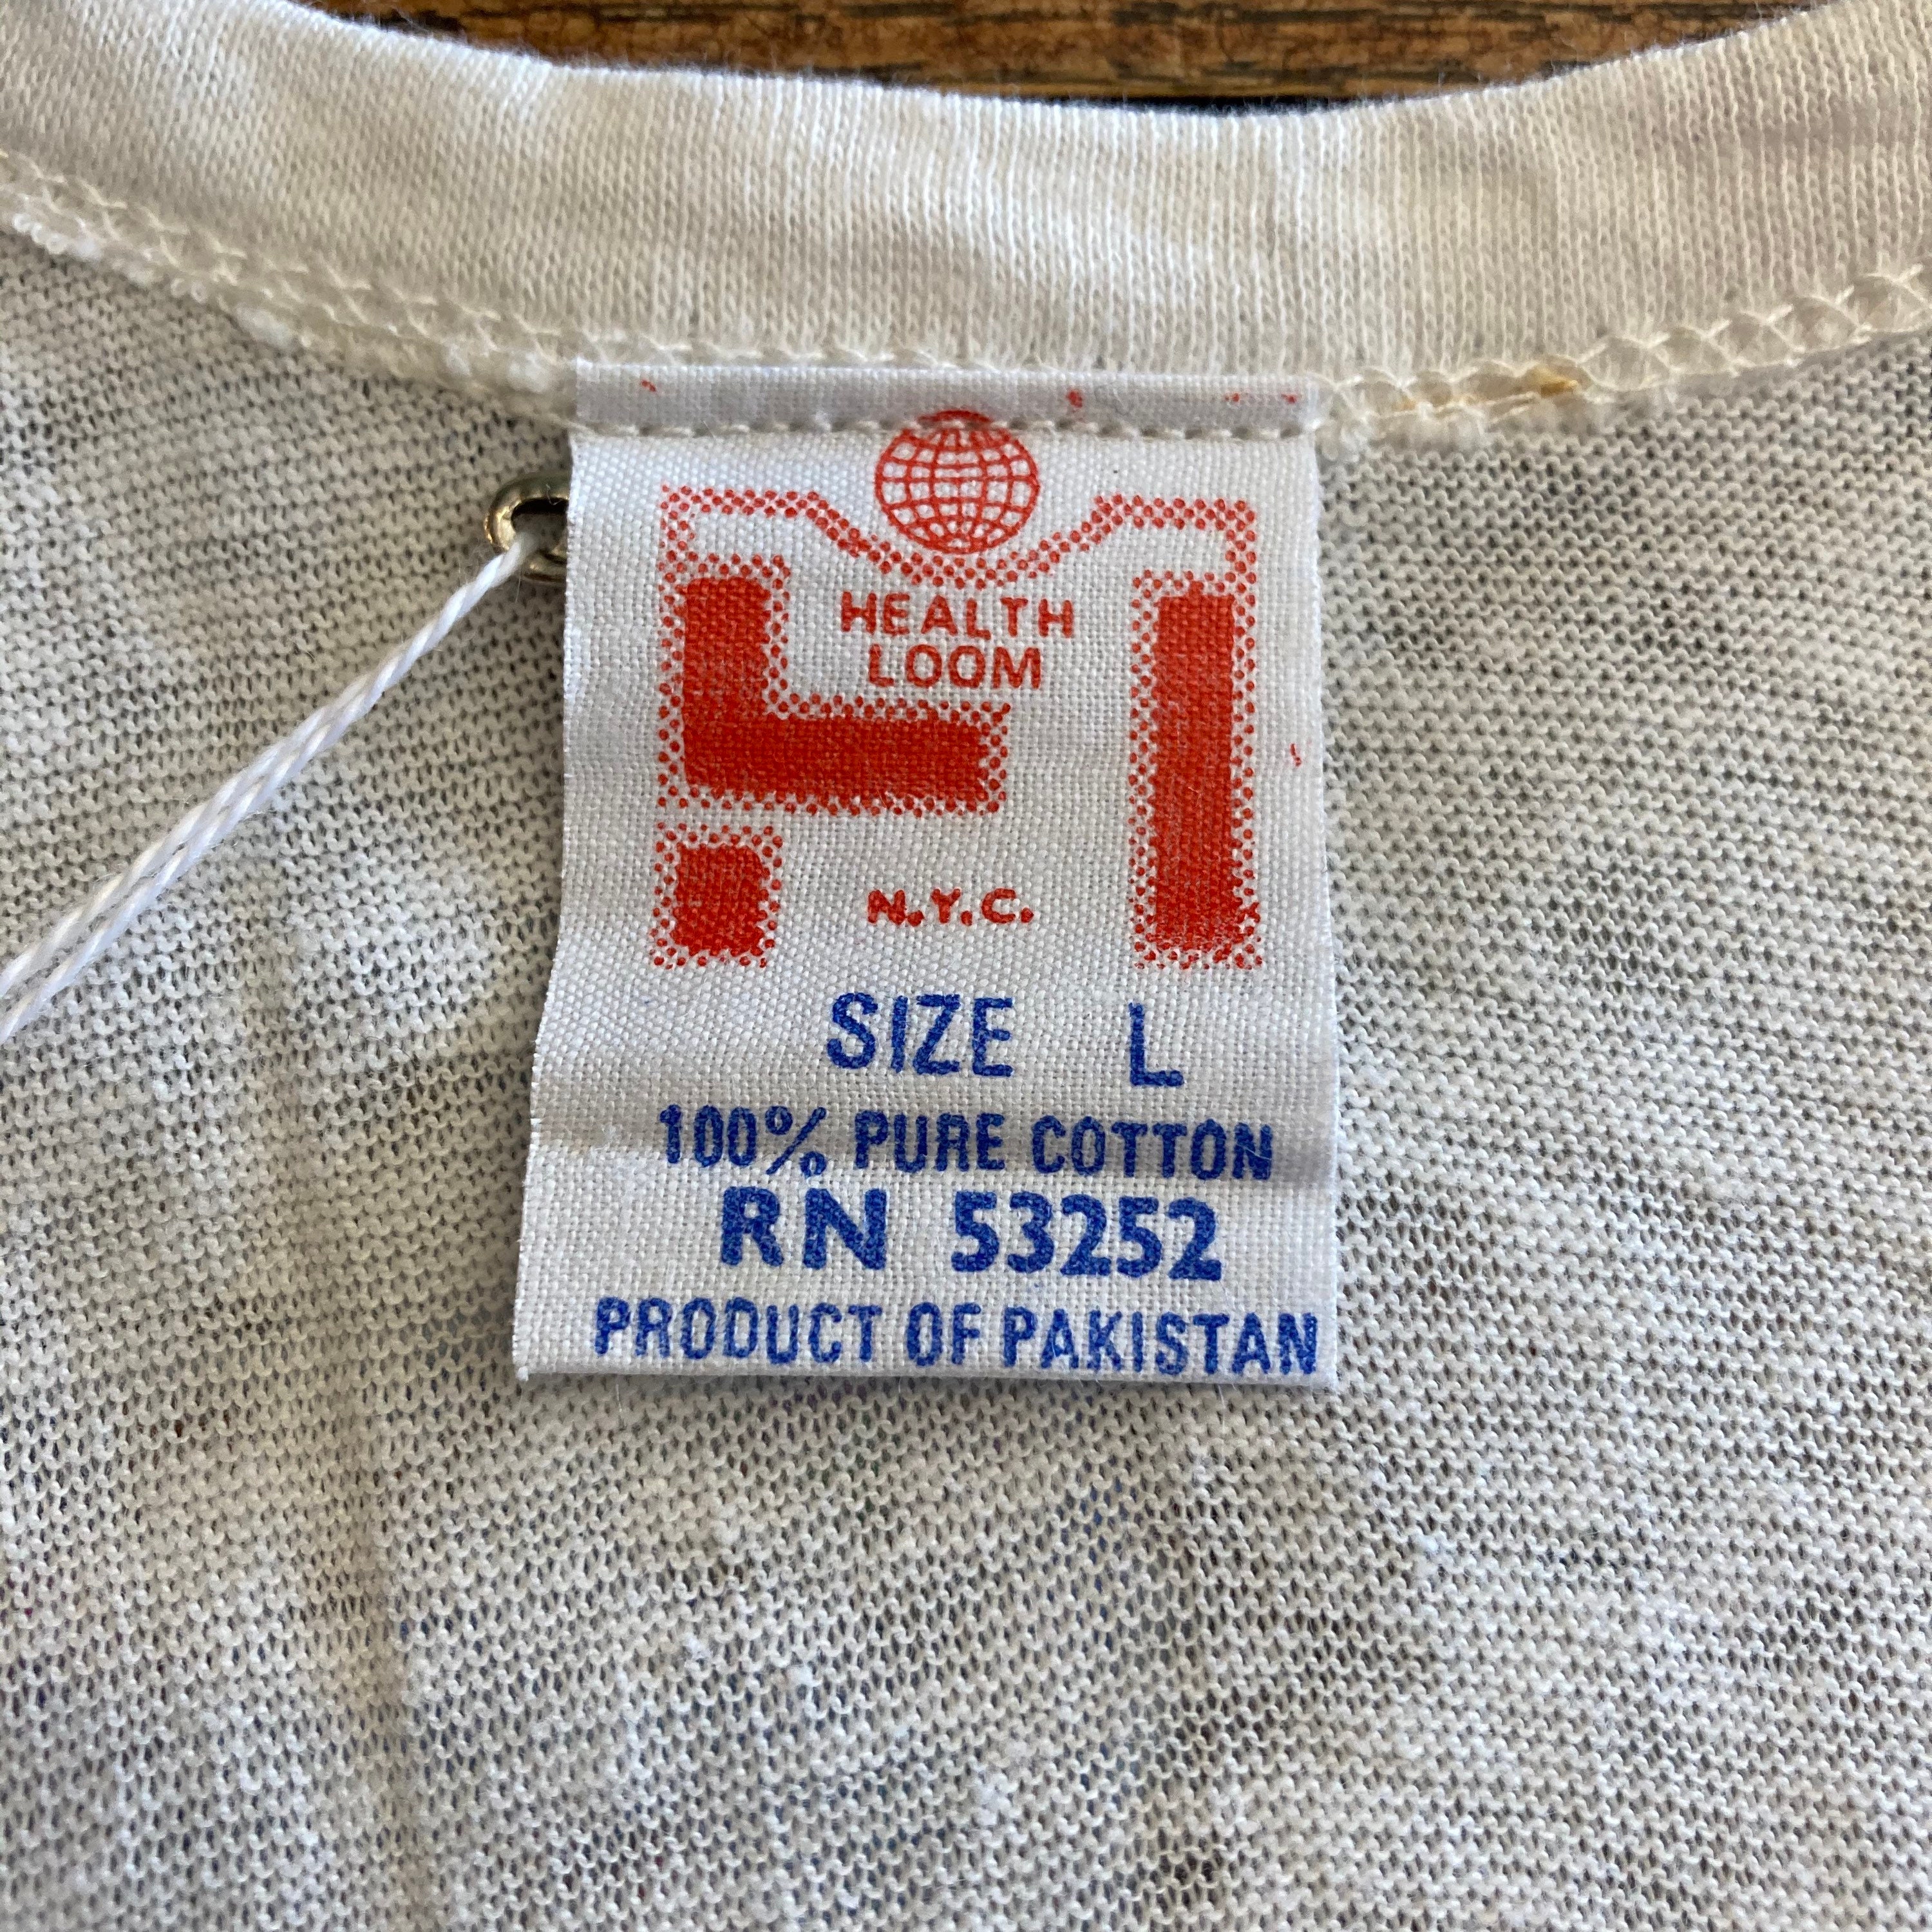 HEALTH
LOOM
N.Y.C.
SIZE L
100% PURE COTTON
RN 53252
PRODUCT OF PAKISTAN